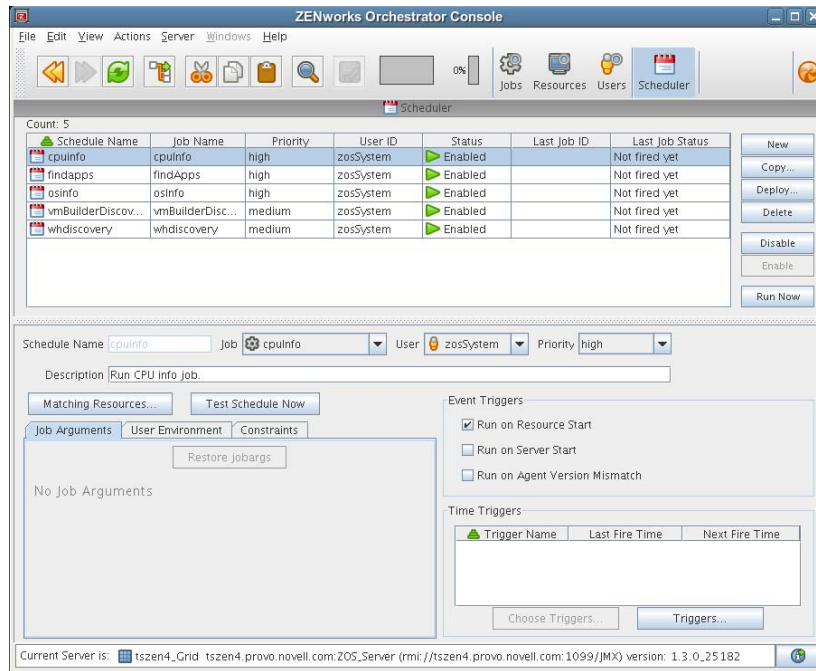 ZENworks Orchestrator Console
File Edit View Actions Server Windows Help
0% Jobs Resources Users Scheduler
Scheduler
Count: 5
Schedule Name Job Name Priority User ID Status Last Job ID Last Job Status
cpuinfo cpuInfo high zosSystem Enabled Not fired yet
findapps findApps high zosSystem Enabled Not fired yet
osinfo osInfo high zosSystem Enabled Not fired yet
vmBuilderDiscov... vmBuilderDisc... medium zosSystem Enabled Not fired yet
whdiscovery whdiscovery medium zosSystem Enabled Not fired yet
New
Copy...
Deploy...
Delete
Disable
Enable
Run Now
Schedule Name cpuinfo Job cpuInfo User zosSystem Priority high
Description Run CPU info job.
Matching Resources... Test Schedule Now
Job Arguments User Environment Constraints
Restore jobargs
No Job Arguments
Event Triggers
Run on Resource Start
Run on Server Start
Run on Agent Version Mismatch
Time Triggers
Trigger Name Last Fire Time Next Fire Time
Choose Triggers... Triggers...
Current Server is: tszen4_Grid tszen4.provo.novell.com:ZOS_Server (rmi://tszen4.provo.novell.com:1099/JMX) version: 1.3.0_25182